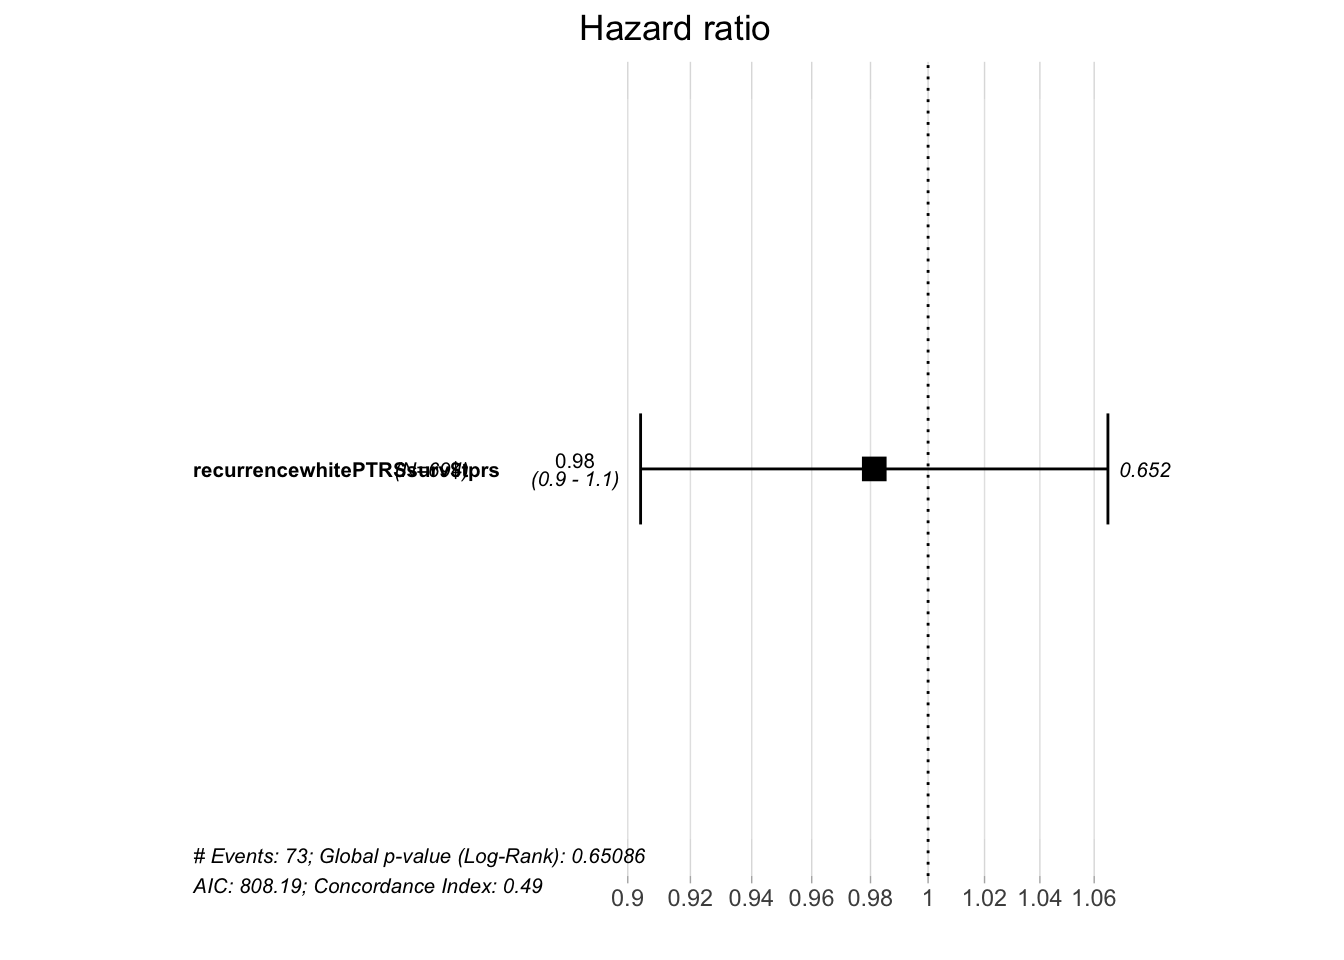 Hazard ratio
0.98
(0.9 - 1.1)
0.652
# Events: 73; Global p-value (Log-Rank): 0.65086
AIC: 808.19; Concordance Index: 0.49
0.9 0.92 0.94 0.96 0.98 1 1.02 1.04 1.06